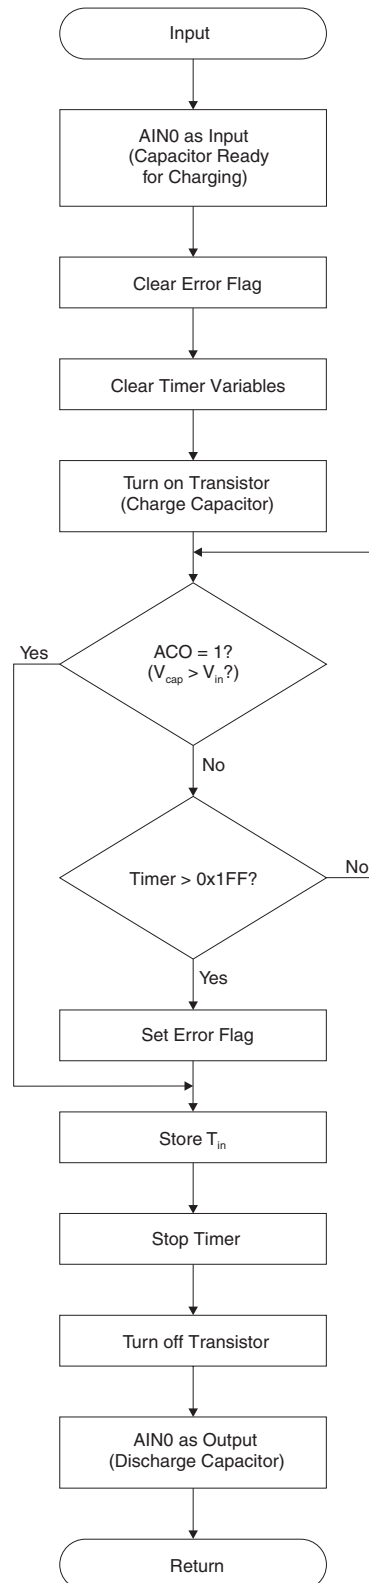 Input
AIN0 as Input
(Capacitor Ready
for Charging)
Clear Error Flag
Clear Timer Variables
Turn on Transistor
(Charge Capacitor)
Yes
ACO = 1?
(Vcap > Vin?)
No
Timer > 0x1FF?
No
Yes
Set Error Flag
Store Tin
Stop Timer
Turn off Transistor
AIN0 as Output
(Discharge Capacitor)
Return